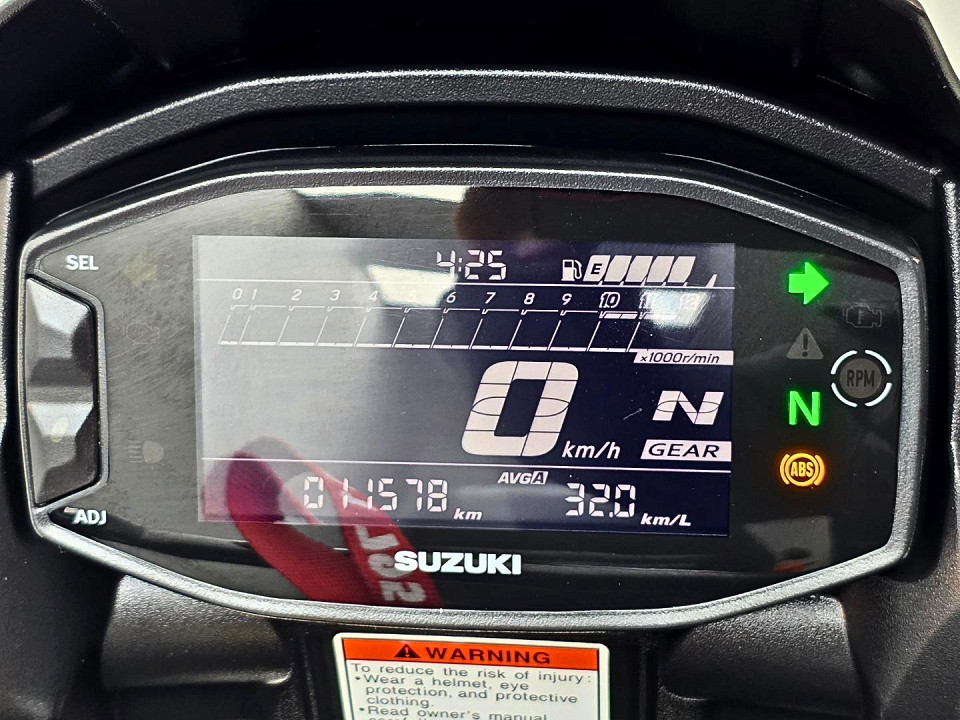 SEL
4:25
E
0 1 2 3 4 5 6 7 8 9 10 11 12
x1000r/min
RPM
0 km/h
N
GEAR
N
ABS
AVG A
011578 km
32.0 km/L
ADJ
SUZUKI
WARNING
To reduce the risk of injury:
•Wear a helmet, eye
protection, and protective
clothing.
•Read owner's manual